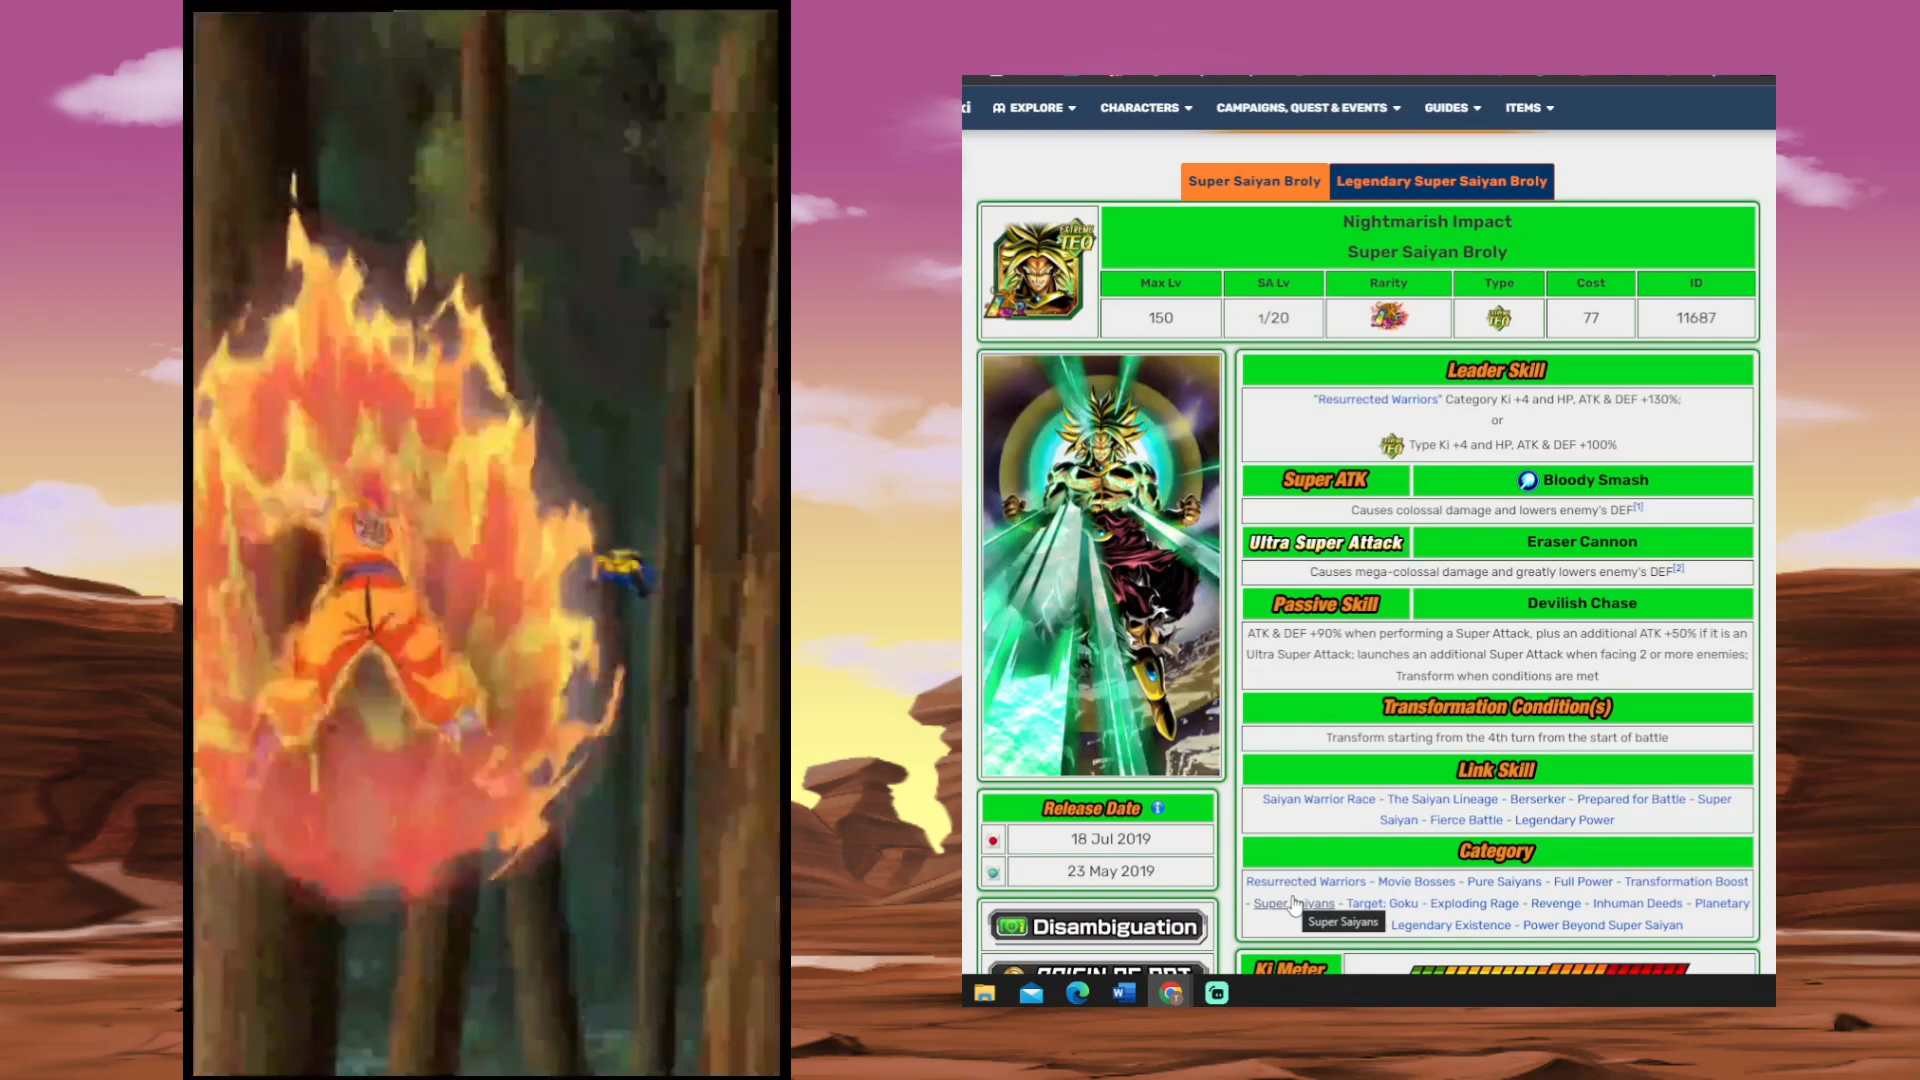 ki EXPLORE CHARACTERS CAMPAIGNS, QUEST & EVENTS GUIDES ITEMS
Super Saiyan Broly Legendary Super Saiyan Broly
EXTREME
TEQ
LR
Nightmarish Impact
Super Saiyan Broly
Max Lv SA Lv Rarity Type Cost ID
150 1/20 LR EXTREME TEQ 77 11687
Leader Skill
"Resurrected Warriors" Category Ki +4 and HP, ATK & DEF +130%;
or
Type Ki +4 and HP, ATK & DEF +100%
Super ATK Bloody Smash
Causes colossal damage and lowers enemy's DEF[1]
Ultra Super Attack Eraser Cannon
Causes mega-colossal damage and greatly lowers enemy's DEF[2]
Passive Skill Devilish Chase
ATK & DEF +90% when performing a Super Attack, plus an additional ATK +50% if it is an
Ultra Super Attack; launches an additional Super Attack when facing 2 or more enemies;
Transform when conditions are met
Transformation Condition(s)
Transform starting from the 4th turn from the start of battle
Link Skill
Saiyan Warrior Race - The Saiyan Lineage - Berserker - Prepared for Battle - Super
Saiyan - Fierce Battle - Legendary Power
Category
Resurrected Warriors - Movie Bosses - Pure Saiyans - Full Power - Transformation Boost
- Super Saiyans - Target: Goku - Exploding Rage - Revenge - Inhuman Deeds - Planetary
Legendary Existence - Power Beyond Super Saiyan
Super Saiyans
Ki Meter
Release Date
18 Jul 2019
23 May 2019
Disambiguation